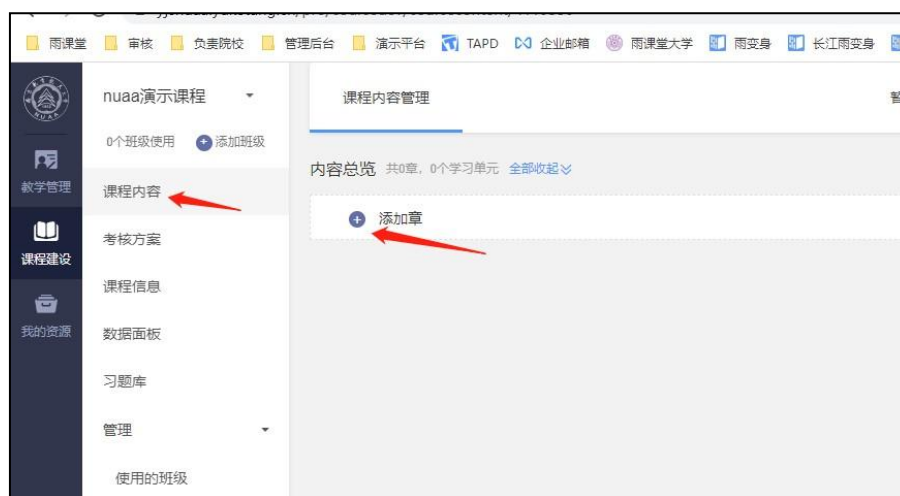 雨课堂 审核 负责院校 管理后台 演示平台 TAPD 企业邮箱 雨课堂大学 雨变身 长江雨变身
nuaa演示课程 课程内容管理
0个班级使用 添加班级
教学管理
课程内容
内容总览 共0章，0个学习单元 全部收起
添加章
课程建设
考核方案
课程信息
我的资源
数据面板
习题库
管理
使用的班级